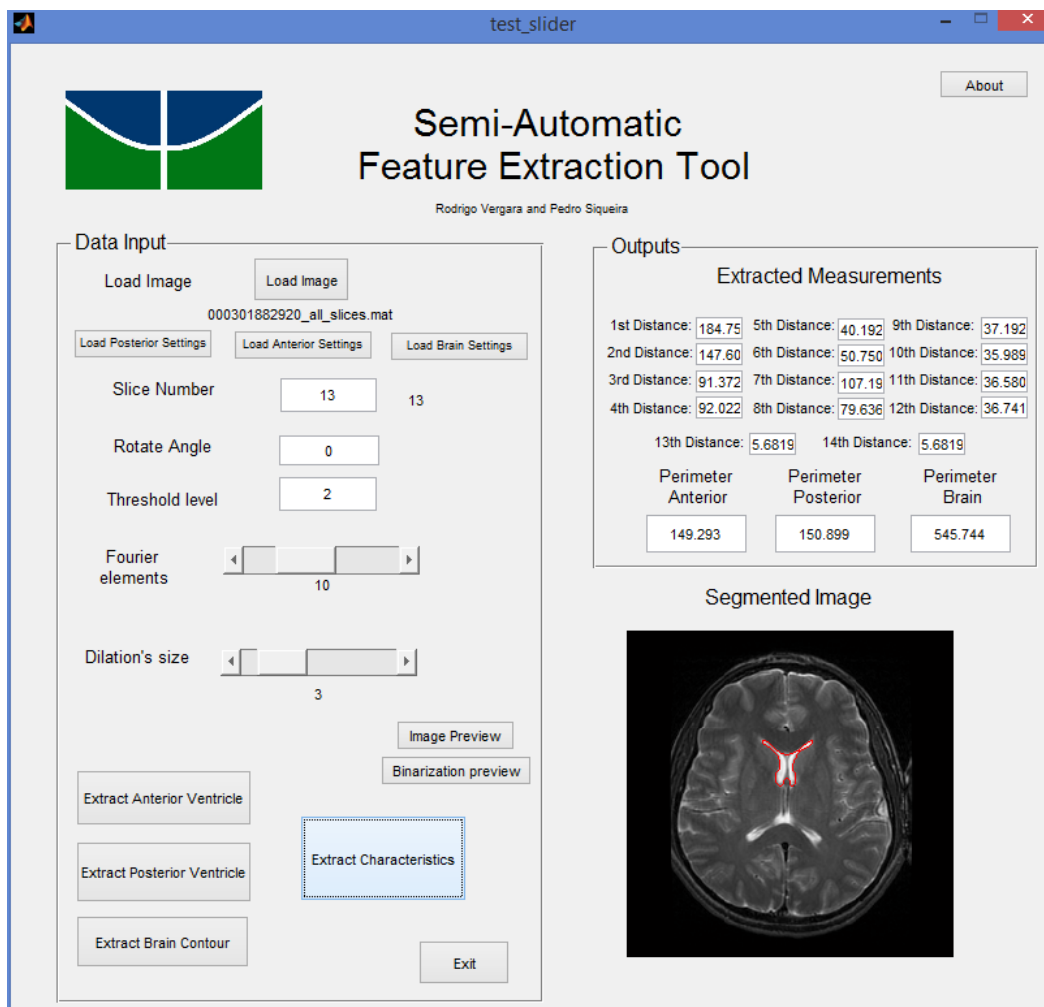 test_slider
About
Semi-Automatic
Feature Extraction Tool
Rodrigo Vergara and Pedro Siqueira
Data Input
Load Image
Load Image
000301882920_all_slices.mat
Load Posterior Settings
Load Anterior Settings
Load Brain Settings
Slice Number
13
13
Rotate Angle
0
Threshold level
2
Fourier
elements
10
Dilation's size
3
Image Preview
Binarization preview
Extract Anterior Ventricle
Extract Characteristics
Extract Posterior Ventricle
Extract Brain Contour
Exit
Outputs
Extracted Measurements
1st Distance: 184.75 5th Distance: 40.192 9th Distance: 37.192
2nd Distance: 147.60 6th Distance: 50.750 10th Distance: 35.989
3rd Distance: 91.372 7th Distance: 107.19 11th Distance: 36.580
4th Distance: 92.022 8th Distance: 79.636 12th Distance: 36.741
13th Distance: 5.6819 14th Distance: 5.6819
Perimeter
Anterior
Perimeter
Posterior
Perimeter
Brain
149.293
150.899
545.744
Segmented Image